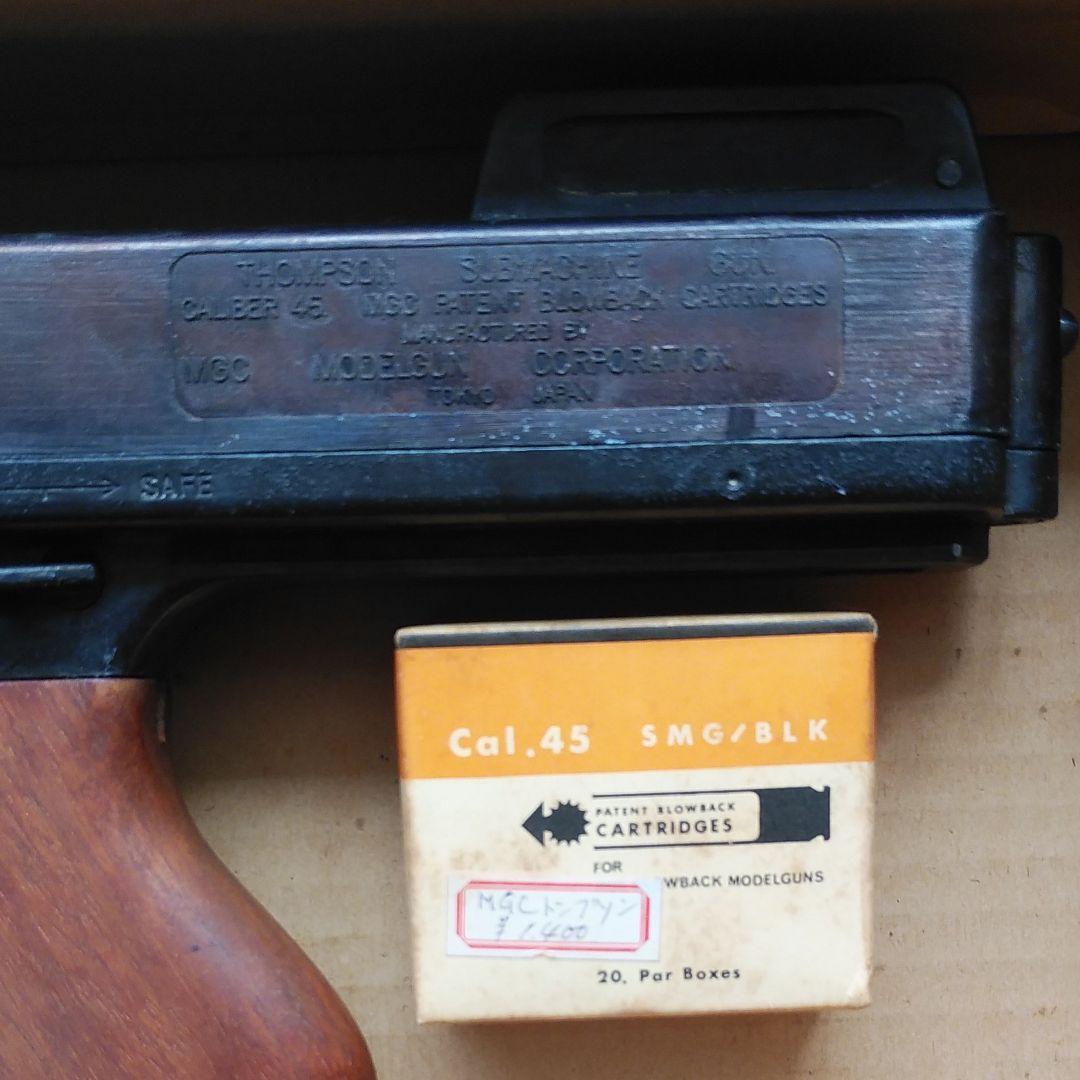 THOMPSON SUBMACHINE GUN
CALIBER 45. MGC PATENT BLOWBACK CARTRIDGES
MANUFACTURED BY
MGC MODELGUN CORPORATION.
TOKYO JAPAN
SAFE
Cal.45 SMG/BLK
PATENT BLOWBACK
CARTRIDGES
FOR
WBACK MODELGUNS
MGCトンプソン
¥1,400
20. Par Boxes